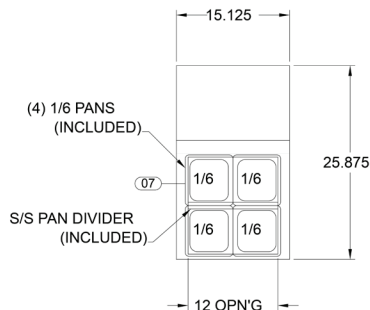 15.125
(4) 1/6 PANS
(INCLUDED)
25.875
1/6 1/6
07
S/S PAN DIVIDER
(INCLUDED)
1/6 1/6
12 OPN'G